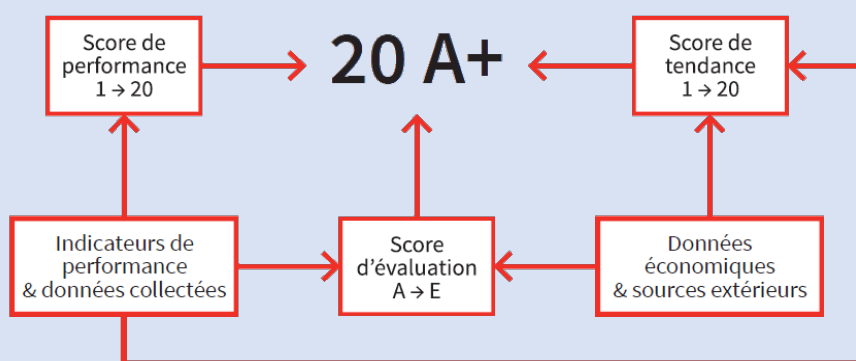 Score de
performance
1 → 20
20 A+
Score de
tendance
1 → 20
Indicateurs de
performance
& données collectées
Score
d'évaluation
A → E
Données
économiques
& sources extérieurs